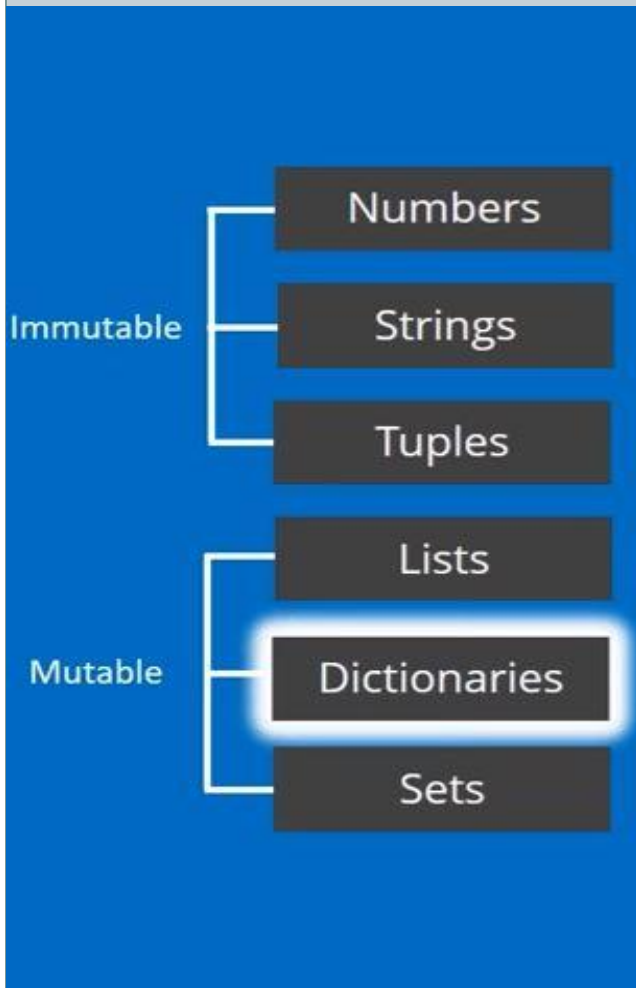 Immutable
Numbers
Strings
Tuples
Mutable
Lists
Dictionaries
Sets